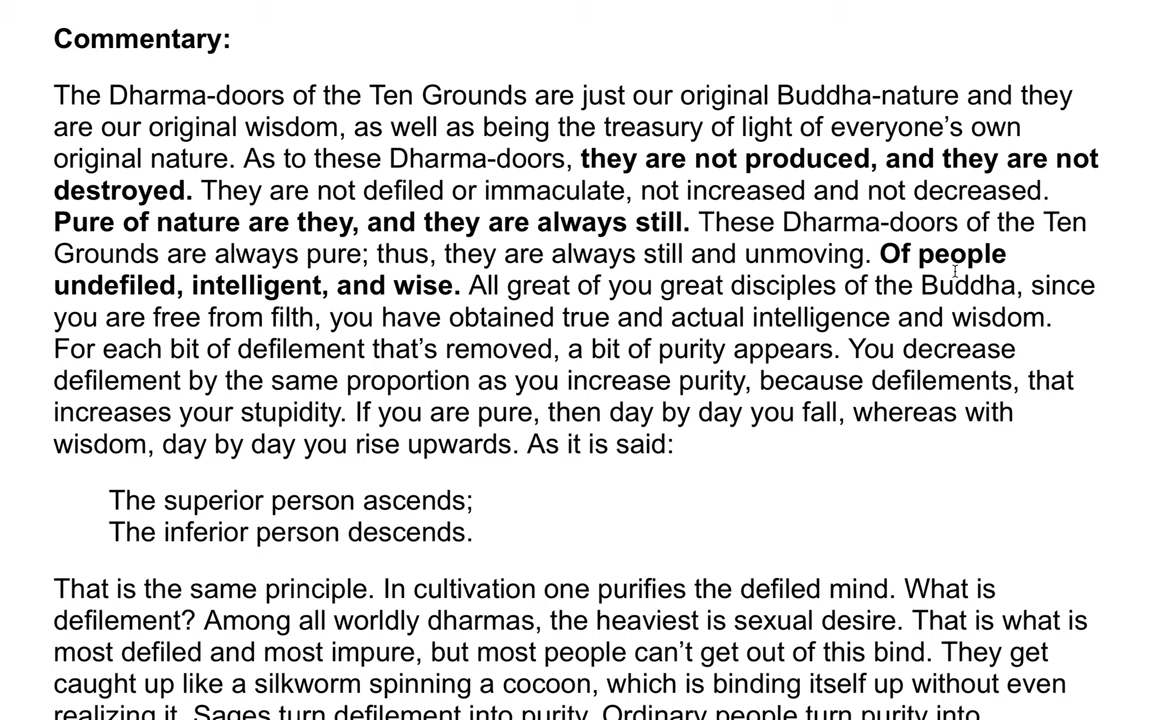 Commentary:
The Dharma-doors of the Ten Grounds are just our original Buddha-nature and they
are our original wisdom, as well as being the treasury of light of everyone’s own
original nature. As to these Dharma-doors, they are not produced, and they are not
destroyed. They are not defiled or immaculate, not increased and not decreased.
Pure of nature are they, and they are always still. These Dharma-doors of the Ten
Grounds are always pure; thus, they are always still and unmoving. Of people
undefiled, intelligent, and wise. All great of you great disciples of the Buddha, since
you are free from filth, you have obtained true and actual intelligence and wisdom.
For each bit of defilement that’s removed, a bit of purity appears. You decrease
defilement by the same proportion as you increase purity, because defilements, that
increases your stupidity. If you are pure, then day by day you fall, whereas with
wisdom, day by day you rise upwards. As it is said:
The superior person ascends;
The inferior person descends.
That is the same principle. In cultivation one purifies the defiled mind. What is
defilement? Among all worldly dharmas, the heaviest is sexual desire. That is what is
most defiled and most impure, but most people can’t get out of this bind. They get
caught up like a silkworm spinning a cocoon, which is binding itself up without even
realizing it. Sages turn defilement into purity. Ordinary people turn purity into